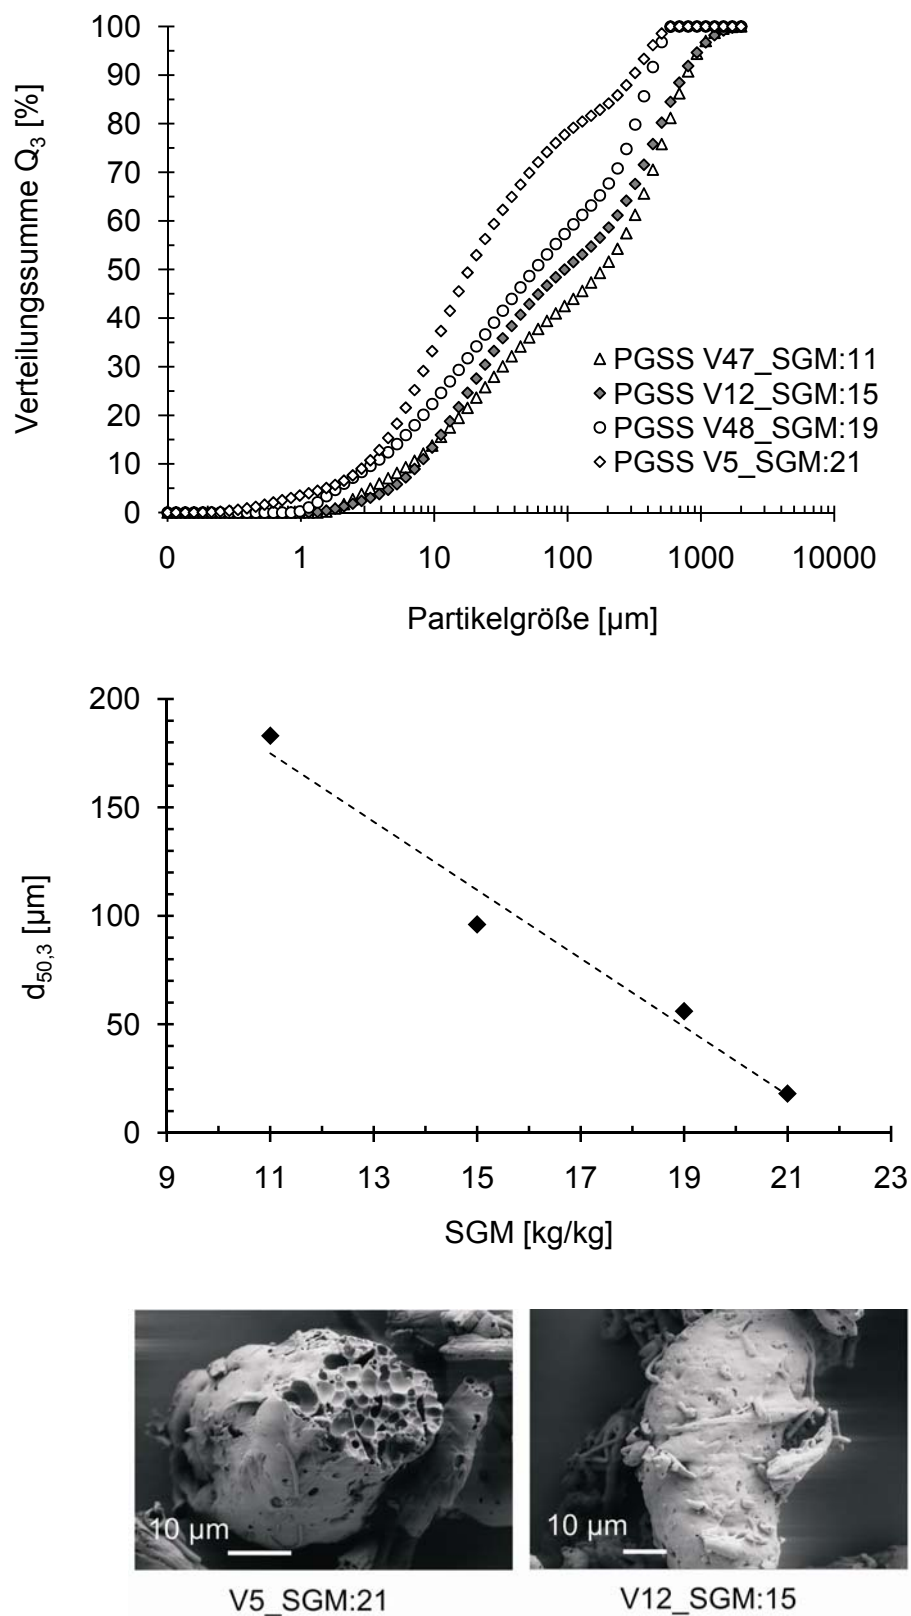 100
90
80
70
60
50
40
30
20
10
0
Verteilungssumme Q3 [%]
PGSS V47_SGM:11
PGSS V12_SGM:15
PGSS V48_SGM:19
PGSS V5_SGM:21
0 1 10 100 1000 10000
Partikelgröße [µm]
200
150
100
50
0
d50,3 [µm]
9 11 13 15 17 19 21 23
SGM [kg/kg]
10 µm 10 µm
V5_SGM:21 V12_SGM:15